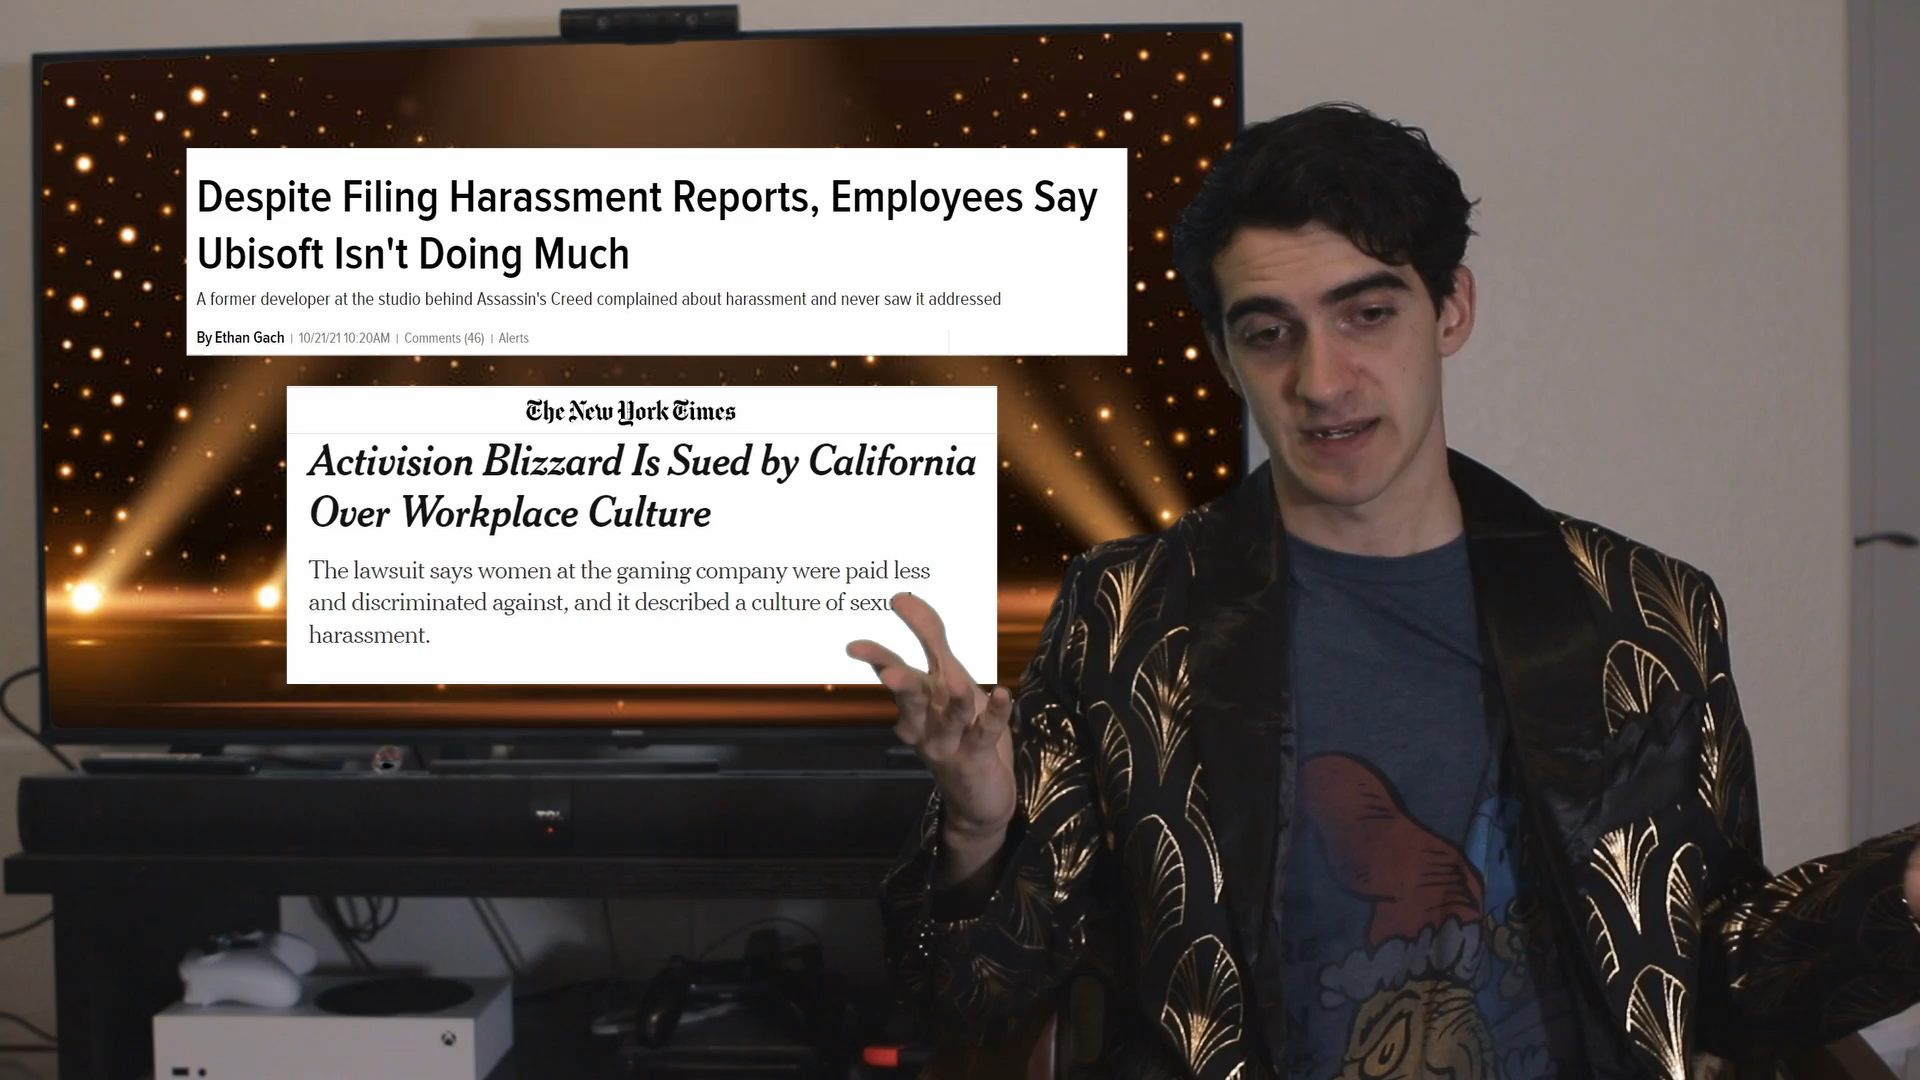 Despite Filing Harassment Reports, Employees Say
Ubisoft Isn't Doing Much
A former developer at the studio behind Assassin's Creed complained about harassment and never saw it addressed
By Ethan Gach | 10/21/21 10:20AM | Comments (46) | Alerts
The New York Times
Activision Blizzard Is Sued by California
Over Workplace Culture
The lawsuit says women at the gaming company were paid less
and discriminated against, and it described a culture of sexual
harassment.
TCL